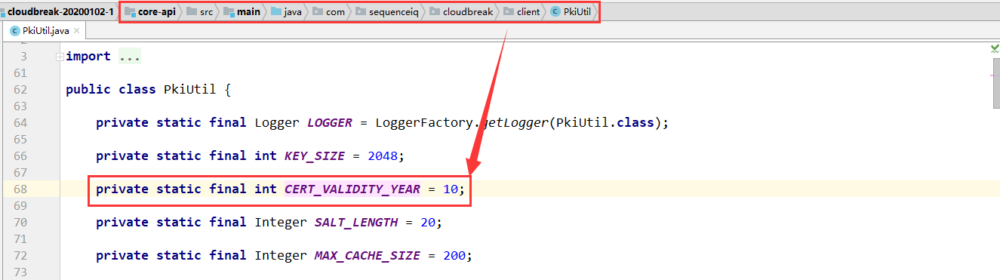 cloudbreak-20200102-1 core-api src main java com sequenceiq cloudbreak client PkiUtil
PkiUtil.java
3 import ...
61
62 public class PkiUtil {
63
64 private static final Logger LOGGER = LoggerFactory.getLogger(PkiUtil.class);
65
66 private static final int KEY_SIZE = 2048;
67
68 private static final int CERT_VALIDITY_YEAR = 10;
69
70 private static final Integer SALT_LENGTH = 20;
71
72 private static final Integer MAX_CACHE_SIZE = 200;
73